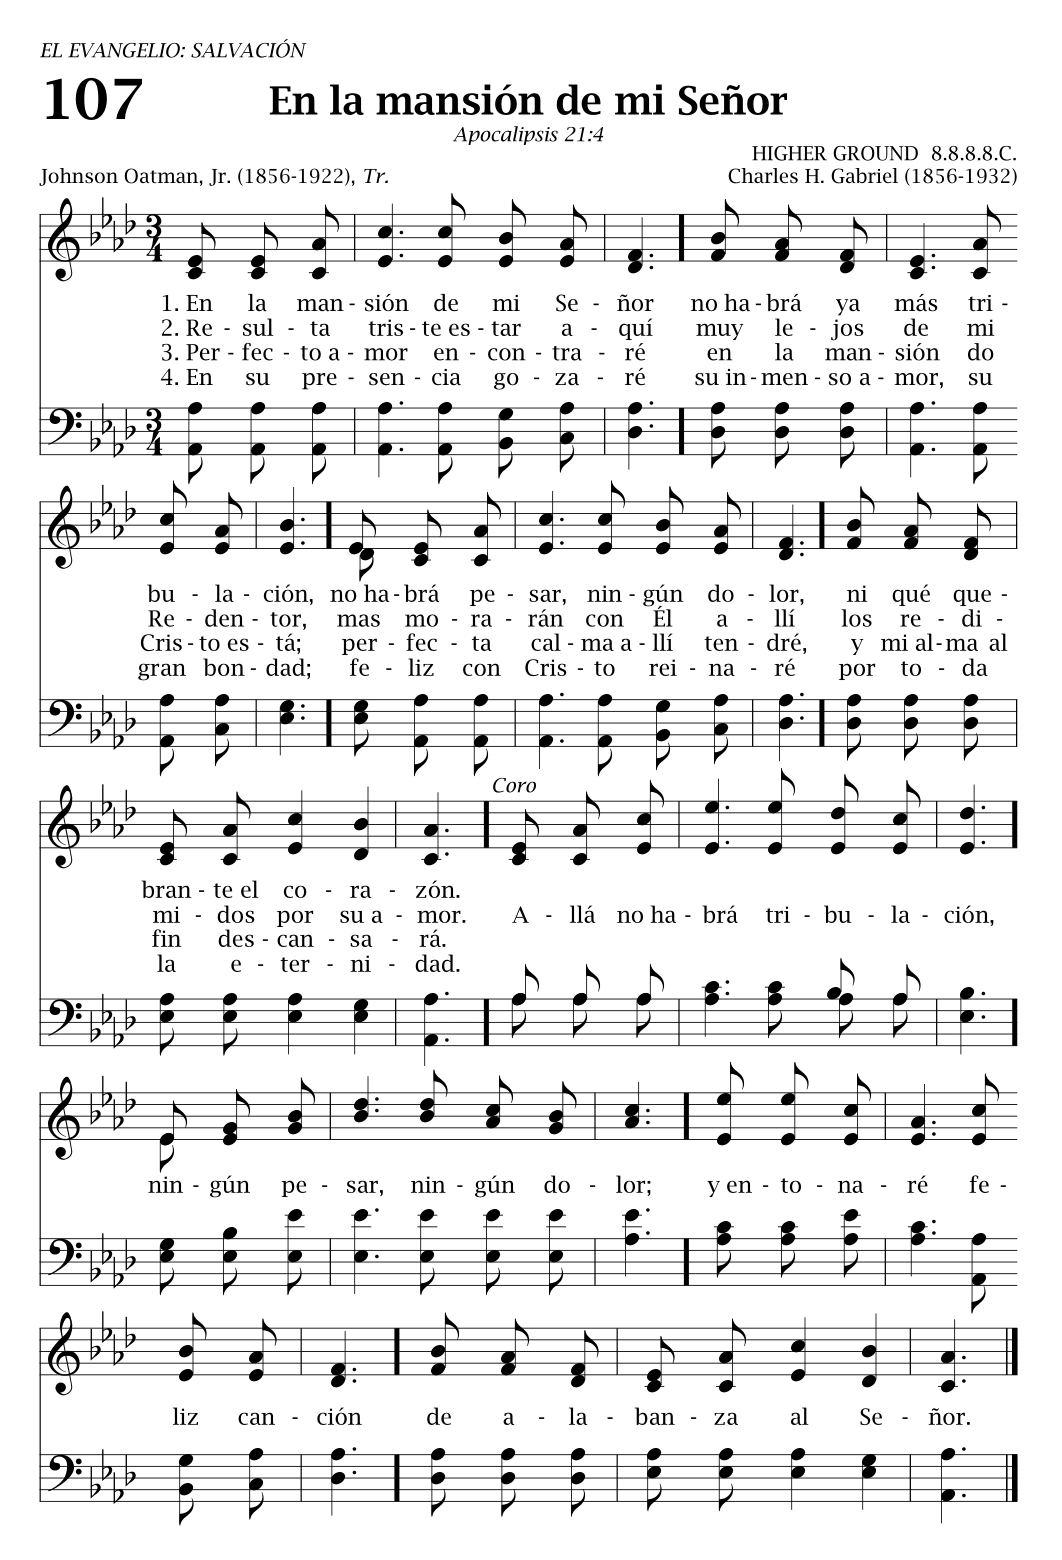 EL EVANGELIO: SALVACIÓN
107
En la mansión de mi Señor
Apocalipsis 21:4
HIGHER GROUND 8.8.8.8.C.
Johnson Oatman, Jr. (1856-1922), Tr.
Charles H. Gabriel (1856-1932)
3
4
1. En la man - sión de mi Se - ñor no ha - brá ya más tri -
2. Re - sul - ta tris - te es - tar a - quí muy le - jos de mi
3. Per - fec - to a - mor en - con - tra - ré en la man - sión do
4. En su pre - sen - cia go - za - ré su in - men - so a - mor, su
3
4
bu - la - ción, no ha - brá pe - sar, nin - gún do - lor, ni qué que -
Re - den - tor, mas mo - ra - rán con Él a - llí los re - di -
Cris - to es - tá; per - fec - ta cal - ma a - llí ten - dré, y mi al - ma al
gran bon - dad; fe - liz con Cris - to rei - na - ré por to - da
Coro
bran - te el co - ra - zón.
mi - dos por su a - mor. A - llá no ha - brá tri - bu - la - ción,
fin des - can - sa - rá.
la e - ter - ni - dad.
nin - gún pe - sar, nin - gún do - lor; y en - to - na - ré fe -
liz can - ción de a - la - ban - za al Se - ñor.